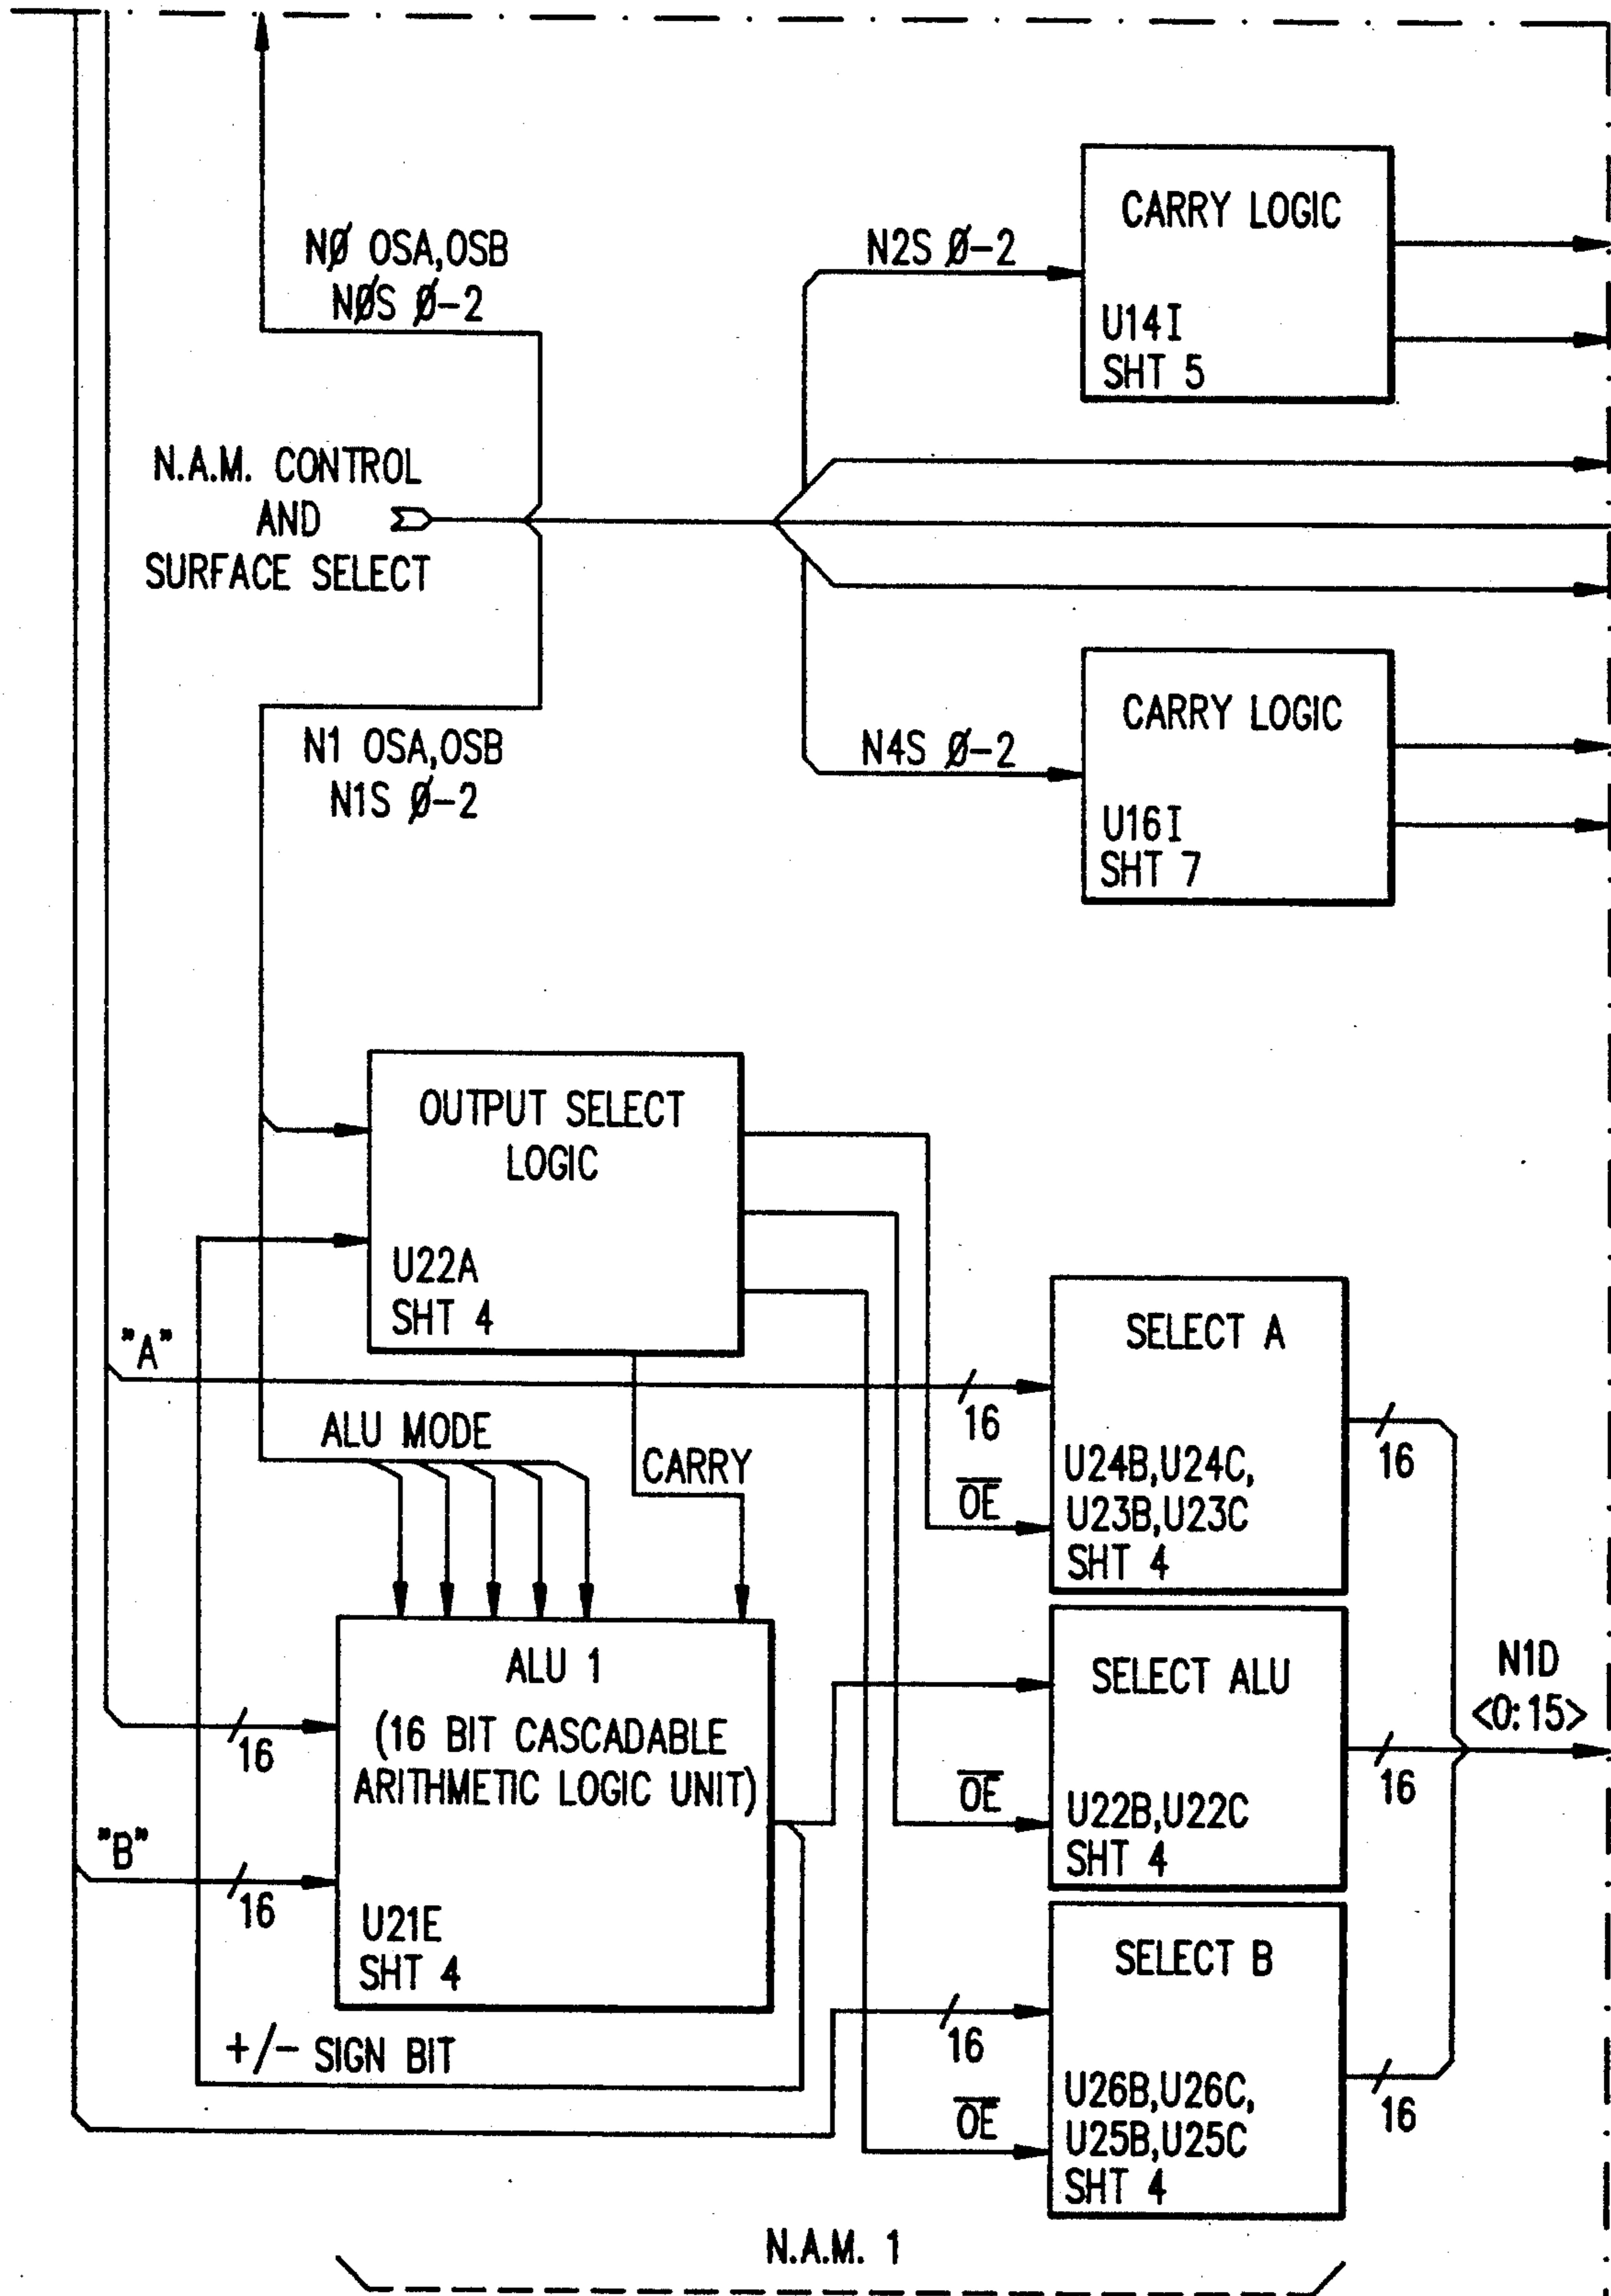 NØ OSA,OSB
NØS Ø-2
N2S Ø-2
CARRY LOGIC
U14I
SHT 5
N.A.M. CONTROL
AND
SURFACE SELECT
N1 OSA,OSB
N1S Ø-2
N4S Ø-2
CARRY LOGIC
U16I
SHT 7
OUTPUT SELECT
LOGIC
U22A
SHT 4
"A"
16
SELECT A
U24B,U24C,
U23B,U23C
SHT 4
16
ALU MODE
CARRY
OE
ALU 1
(16 BIT CASCADABLE
ARITHMETIC LOGIC UNIT)
U21E
SHT 4
16
"B"
16
SELECT ALU
U22B,U22C
SHT 4
OE
16
N1D
<0:15>
SELECT B
U26B,U26C,
U25B,U25C
SHT 4
16
OE
16
+/- SIGN BIT
N.A.M. 1